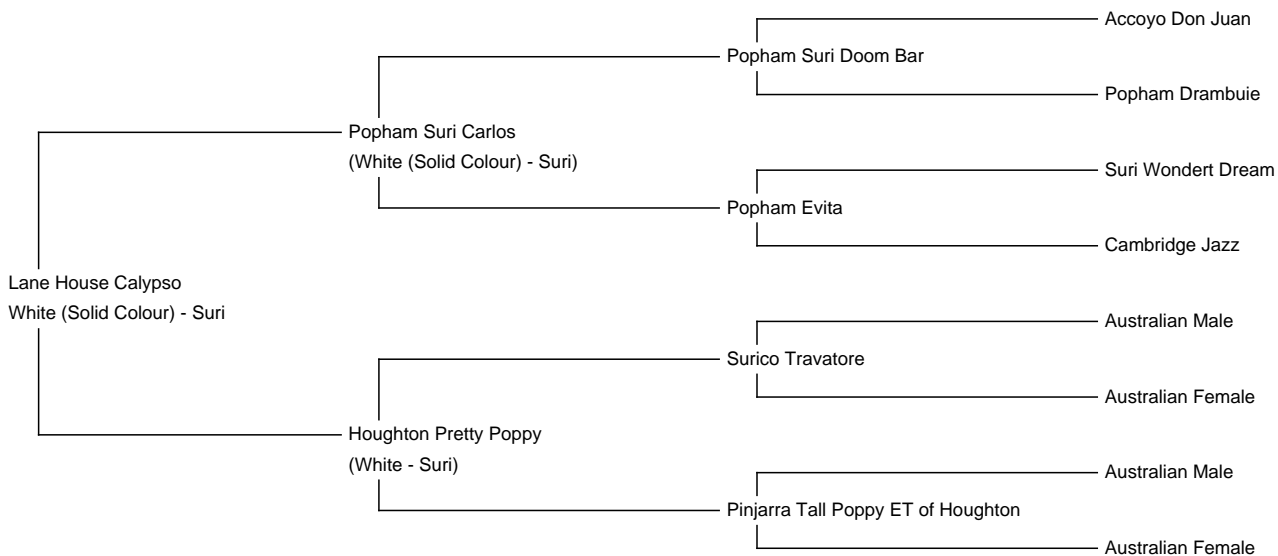 Accoyo Don Juan
Popham Suri Doom Bar
Popham Drambuie
Popham Suri Carlos
(White (Solid Colour) - Suri)
Suri Wondert Dream
Popham Evita
Cambridge Jazz
Lane House Calypso
White (Solid Colour) - Suri
Australian Male
Surico Travatore
Australian Female
Houghton Pretty Poppy
(White - Suri)
Australian Male
Pinjarra Tall Poppy ET of Houghton
Australian Female